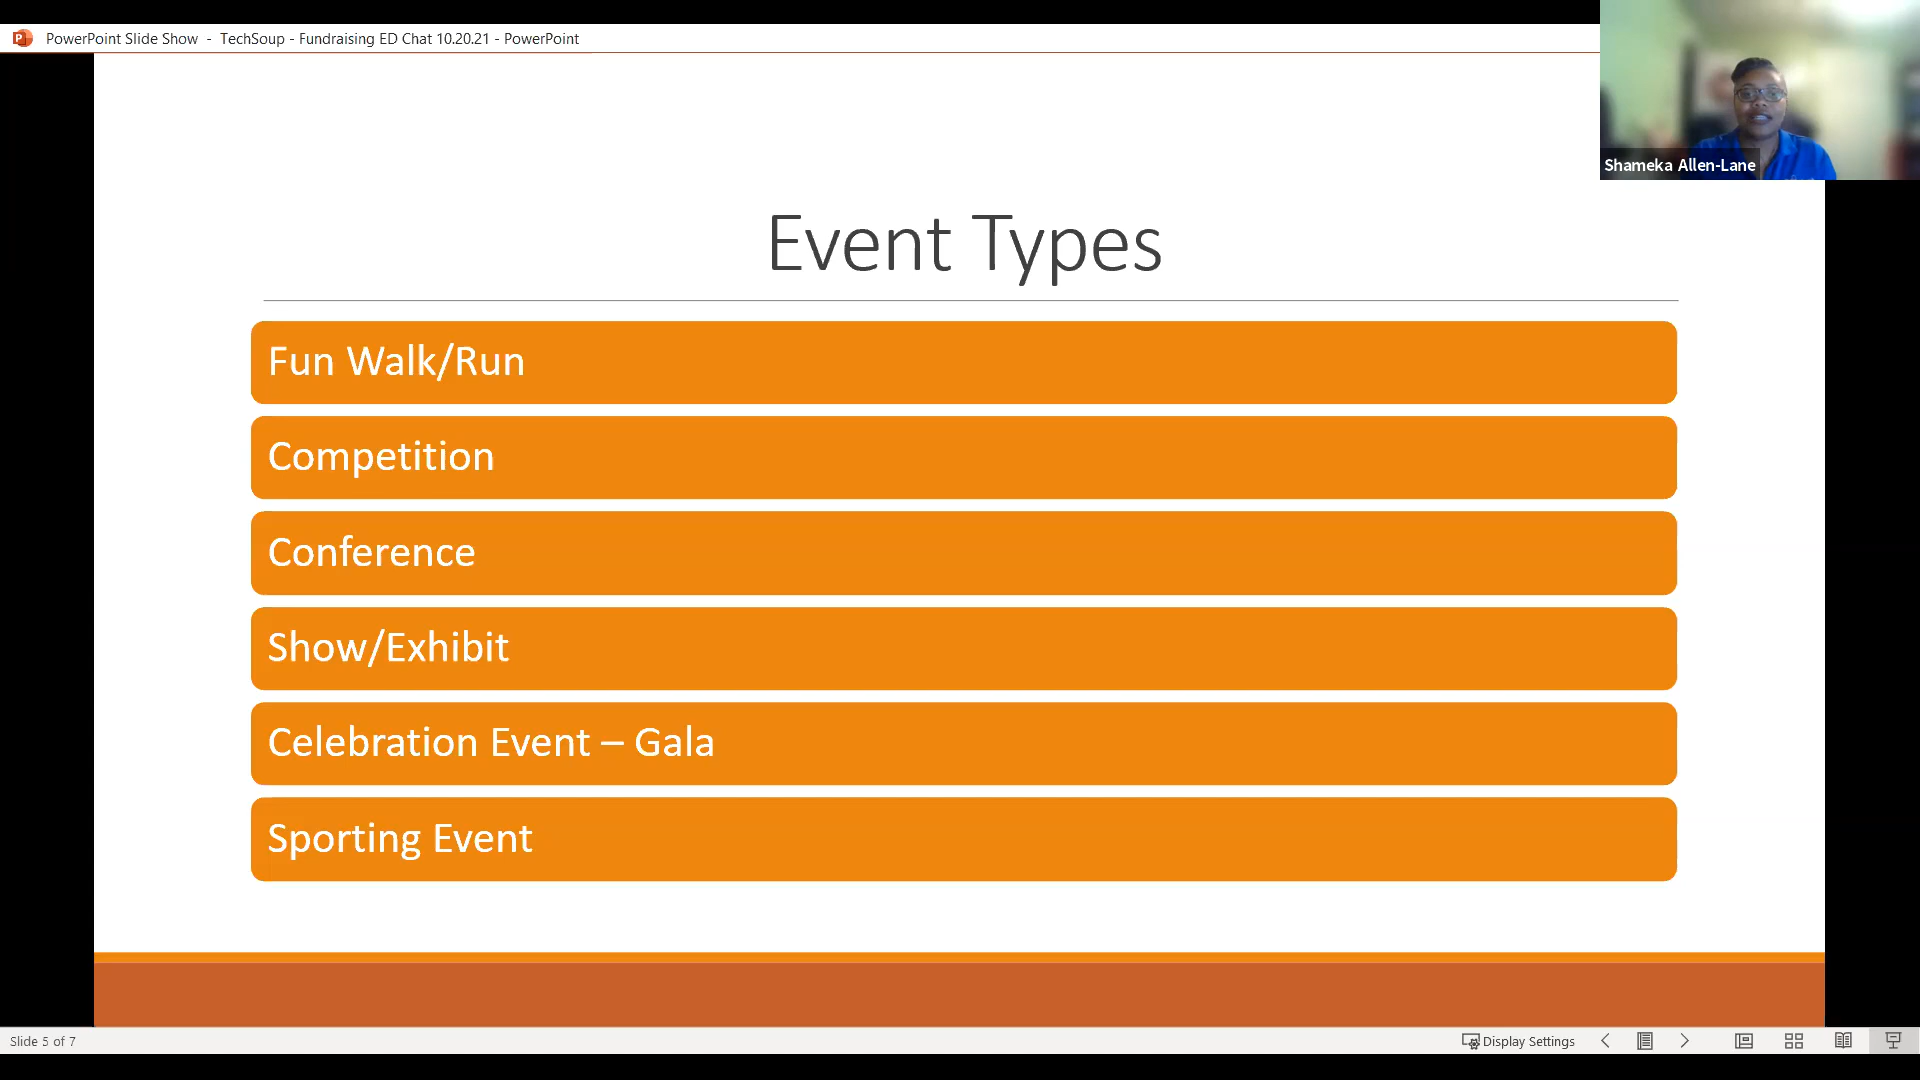 PowerPoint Slide Show - TechSoup - Fundraising ED Chat 10.20.21 - PowerPoint
Shameka Allen-Lane
Event Types
Fun Walk/Run
Competition
Conference
Show/Exhibit
Celebration Event – Gala
Sporting Event
Slide 5 of 7
Display Settings